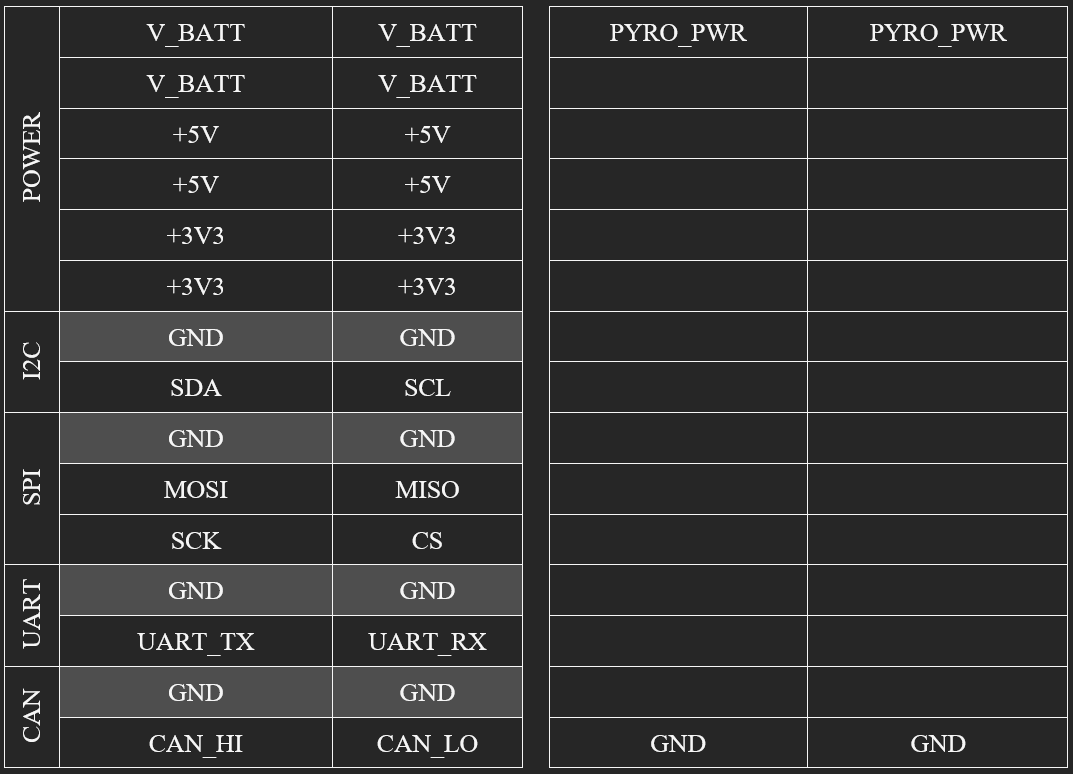 POWER
V_BATT V_BATT PYRO_PWR PYRO_PWR
V_BATT V_BATT
+5V +5V
+5V +5V
+3V3 +3V3
+3V3 +3V3
I2C
GND GND
SDA SCL
SPI
GND GND
MOSI MISO
SCK CS
UART
GND GND
UART_TX UART_RX
CAN
GND GND
CAN_HI CAN_LO GND GND